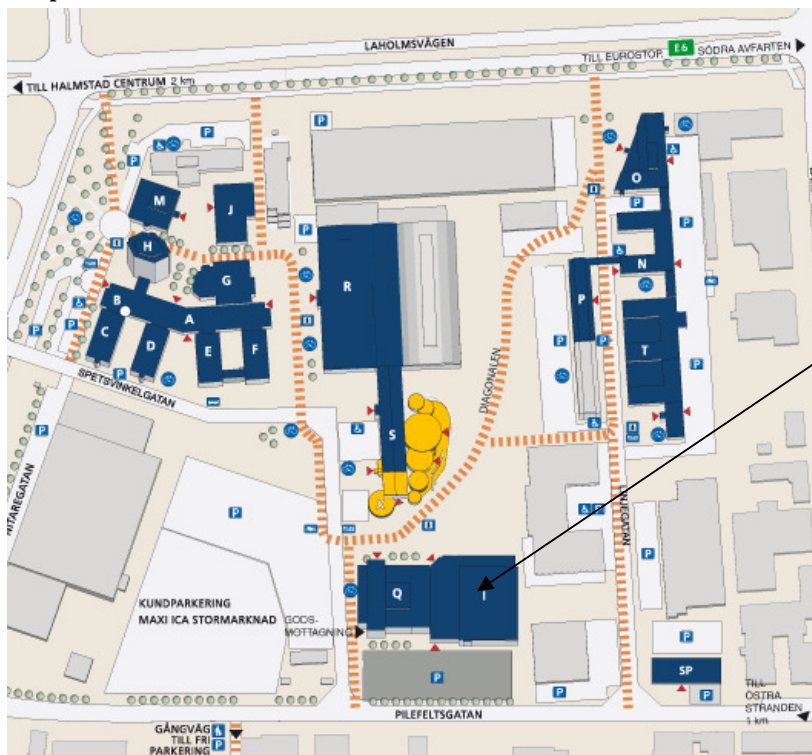 LAHOLMSVÄGEN
TILL EUROSTOP,
E6
SÖDRA AVFARTEN
TILL HALMSTAD CENTRUM 2 km
P
P
P
O
M
J
P
H
P
N
G
R
P
B
A
P
C
D
E
F
T
P
P
P
P
P
P
SPETSVINKELGATAN
DIAGONALEN
P
S
X
LINJEGATAN
P
P
P
KUNDPARKERING
MAXI ICA STORMARKNAD
GODS-
MOTTAGNING
Q
I
P
P
P
SP
P
TILL
ÖSTRA
STRANDEN
1 km
PILEFELTSGATAN
GÅNGVÄG
TILL FRI
PARKERING
P